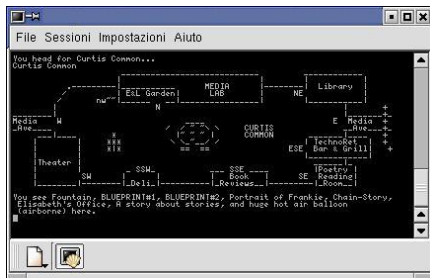 File Sessioni Impostazioni Aiuto
You head for Curtis Common...
Curtis Common
MEDIA Library
E&L Garden LAB NE
nw
N
Media W E Media
_Ave_ CURTIS _Ave_
COMMON TechnoRet
ESE Bar & Grill
Theater
SSW SSE Poetry
SW Book SE Reading
Deli Reviews Room
You see Fountain, BLUEPRINT#1, BLUEPRINT#2, Portrait of Frankie, Chain-Story,
Elisabeth's Office, A story about stories, and huge hot air balloon
(airborne) here.